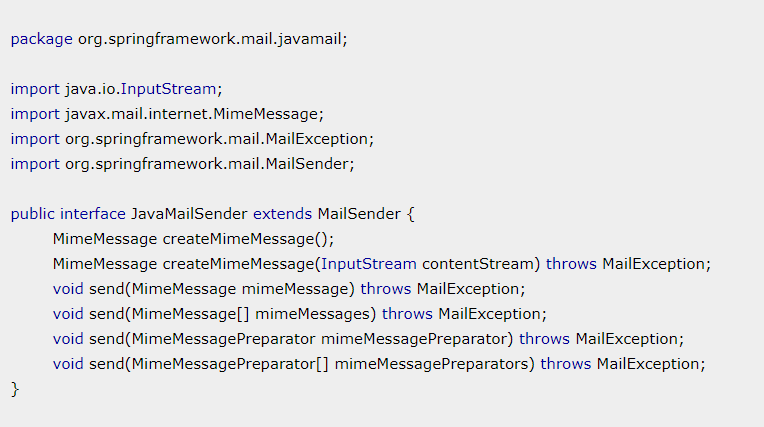 package org.springframework.mail.javamail;
import java.io.InputStream;
import javax.mail.internet.MimeMessage;
import org.springframework.mail.MailException;
import org.springframework.mail.MailSender;
public interface JavaMailSender extends MailSender {
MimeMessage createMimeMessage();
MimeMessage createMimeMessage(InputStream contentStream) throws MailException;
void send(MimeMessage mimeMessage) throws MailException;
void send(MimeMessage[] mimeMessages) throws MailException;
void send(MimeMessagePreparator mimeMessagePreparator) throws MailException;
void send(MimeMessagePreparator[] mimeMessagePreparators) throws MailException;
}